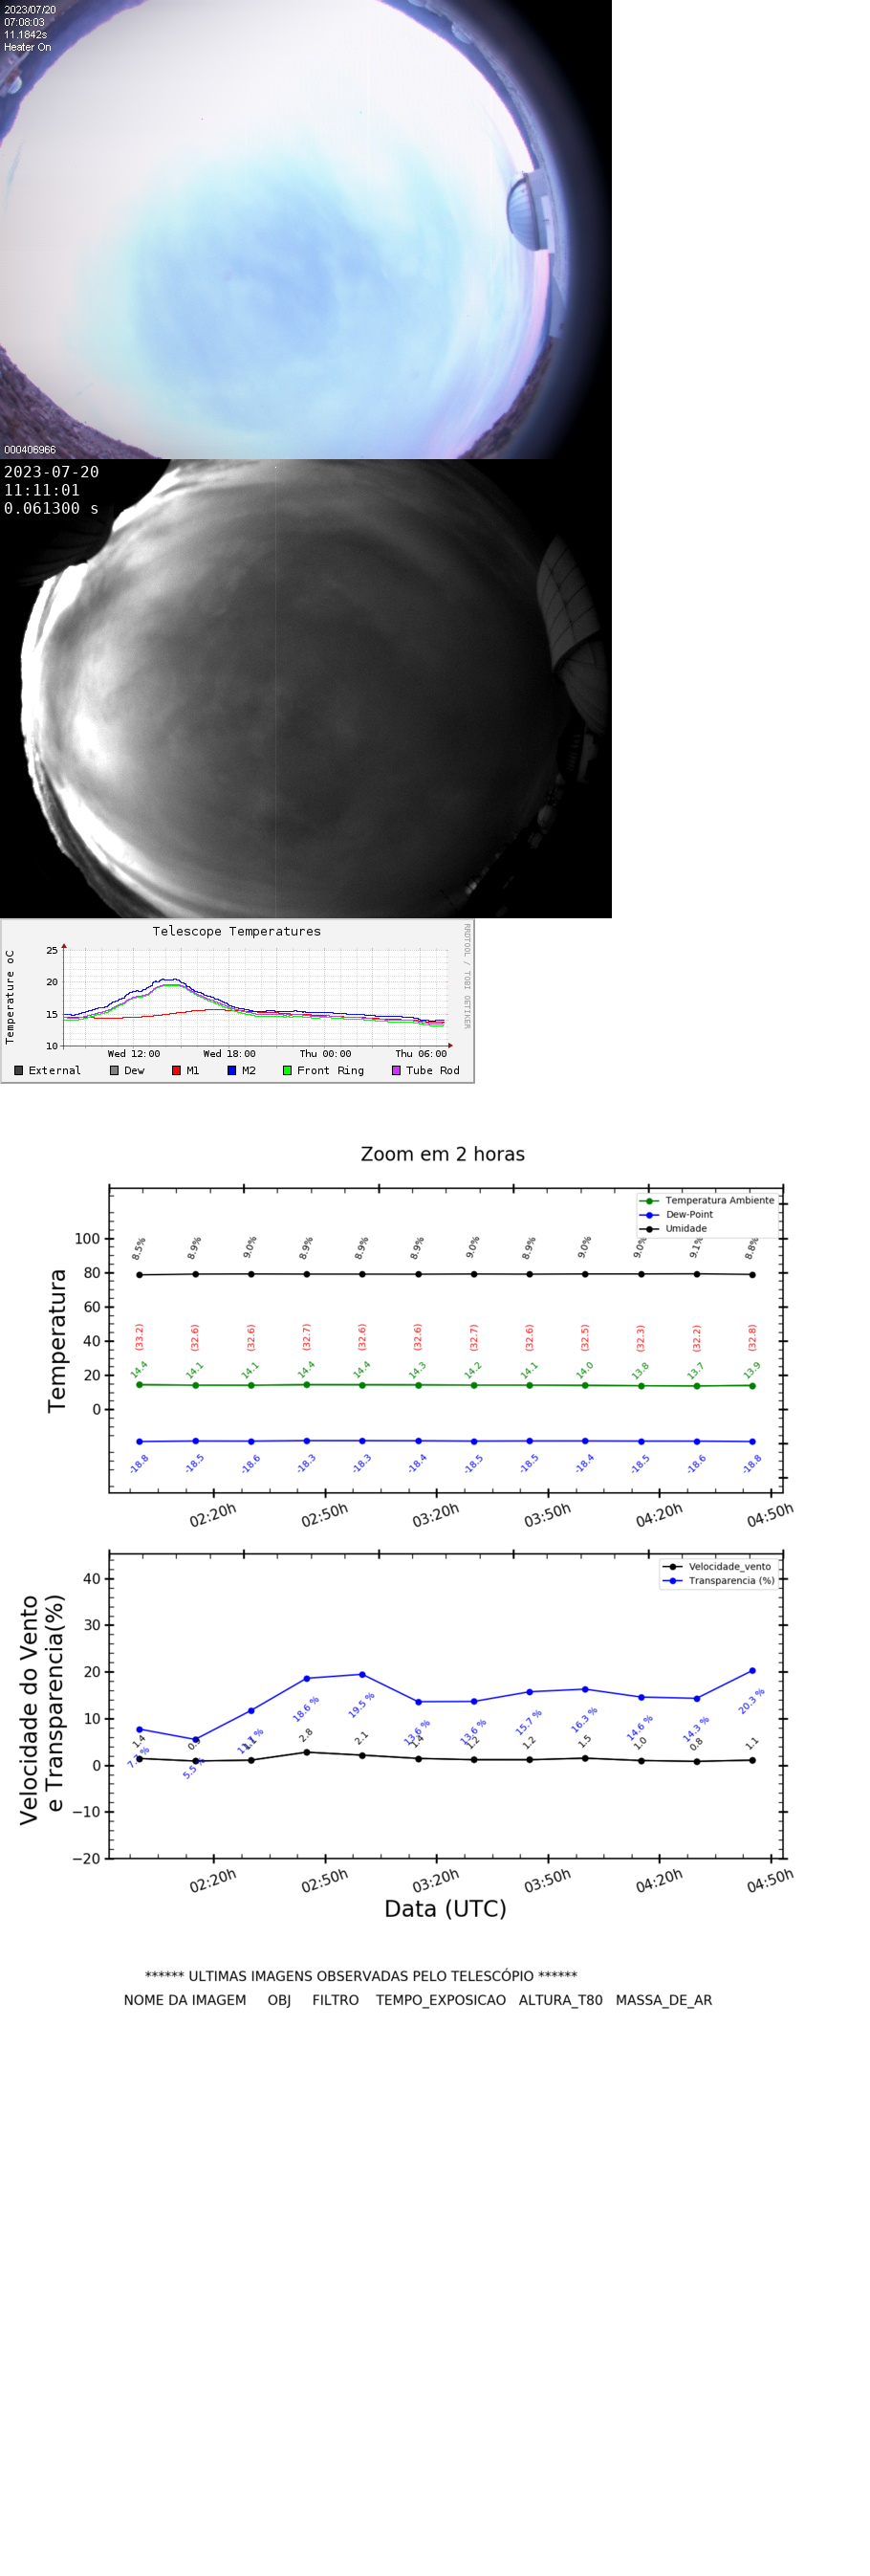 2023/07/20
07:08:03
11.1842s
Heater On
000406966
2023-07-20
11:11:01
0.061300 s
Telescope Temperatures
RRDTOOL / TOBI OETIKER
Temperature oC
25
20
15
10
Wed 12:00 Wed 18:00 Thu 00:00 Thu 06:00
External Dew M1 M2 Front Ring Tube Rod
Zoom em 2 horas
Temperatura Ambiente
Dew-Point
Umidade
Temperatura
100
80
60
40
20
0
8.5% 8.9% 9.0% 8.9% 8.9% 8.9% 9.0% 8.9% 9.0% 9.0% 9.1% 8.8%
(33.2) (32.6) (32.6) (32.7) (32.6) (32.6) (32.7) (32.6) (32.5) (32.3) (32.2) (32.8)
14.4 14.1 14.1 14.4 14.4 14.3 14.2 14.1 14.0 13.8 13.7 13.9
-18.8 -18.5 -18.6 -18.3 -18.3 -18.4 -18.5 -18.5 -18.4 -18.5 -18.6 -18.8
02:20h 02:50h 03:20h 03:50h 04:20h 04:50h
Velocidade_vento
Transparencia (%)
Velocidade do Vento
e Transparencia(%)
40
30
20
10
0
−10
−20
5.5 % 18.6 % 19.5 % 13.6 % 13.6 % 15.7 % 16.3 % 14.6 % 14.3 % 20.3 %
1.4 2.8 2.1 1.4 1.2 1.2 1.5 1.0 0.8 1.1
02:20h 02:50h 03:20h 03:50h 04:20h 04:50h
Data (UTC)
****** ULTIMAS IMAGENS OBSERVADAS PELO TELESCÓPIO ******
NOME DA IMAGEM OBJ FILTRO TEMPO_EXPOSICAO ALTURA_T80 MASSA_DE_AR